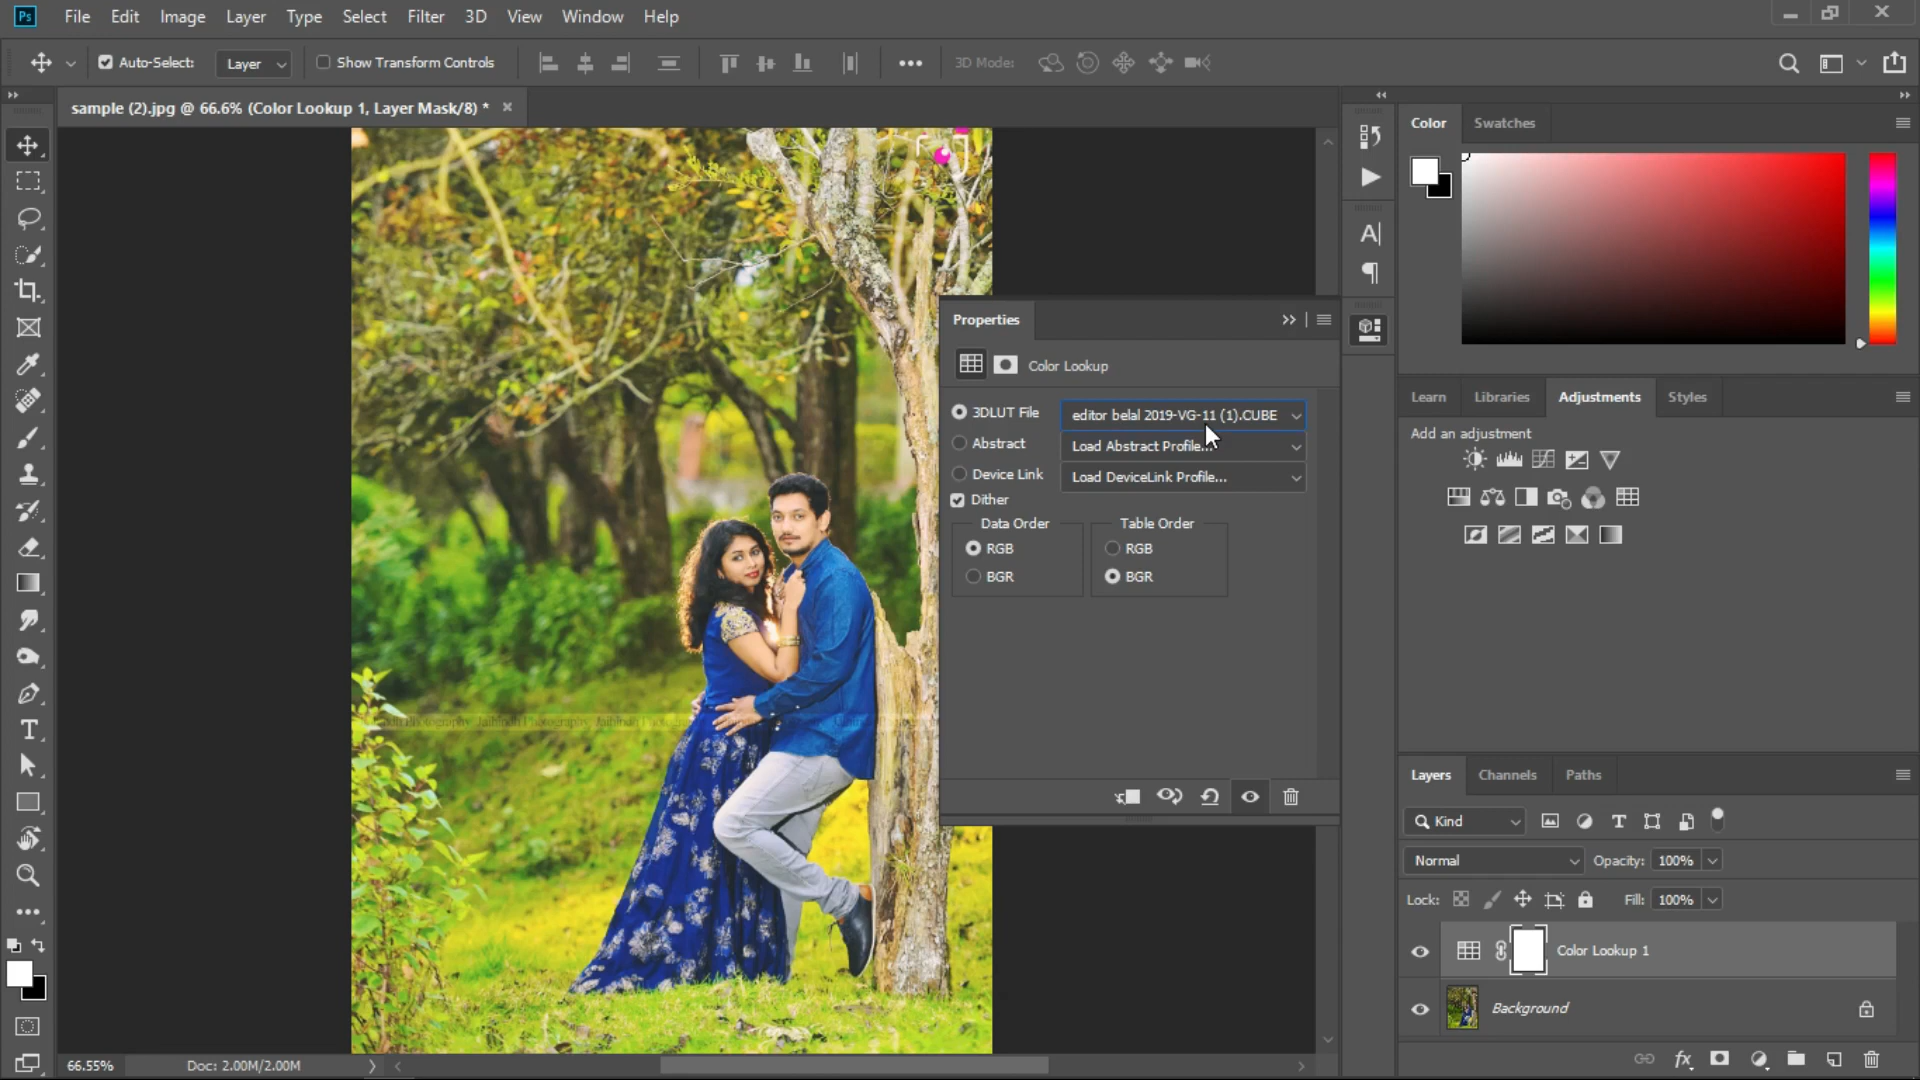 Ps File Edit Image Layer Type Select Filter 3D View Window Help
Auto-Select: Layer Show Transform Controls 3D Mode:
sample (2).jpg @ 66.6% (Color Lookup 1, Layer Mask/8) *
Color Swatches
Properties
Color Lookup
3DLUT File editor belal 2019-VG-11 (1).CUBE
Abstract Load Abstract Profile...
Device Link Load DeviceLink Profile...
Dither
Data Order Table Order
RGB RGB
BGR BGR
Learn Libraries Adjustments Styles
Add an adjustment
Photography Jaihindh Photography Jaihindh
Layers Channels Paths
Kind
Normal Opacity: 100%
Lock: Fill: 100%
Color Lookup 1
Background
66.55% Doc: 2.00M/2.00M